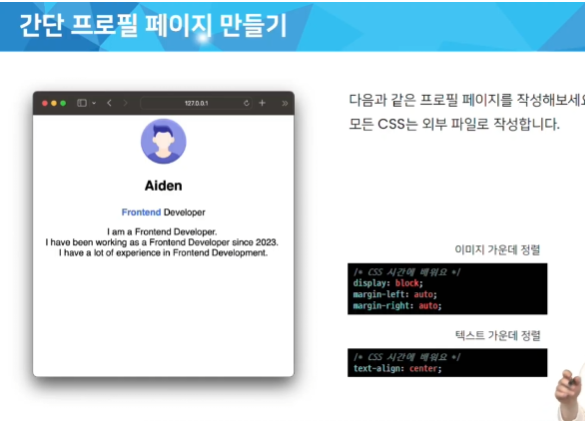 간단 프로필 페이지 만들기
127.0.0.1
Aiden
Frontend Developer
I am a Frontend Developer.
I have been working as a Frontend Developer since 2023.
I have a lot of experience in Frontend Development.
다음과 같은 프로필 페이지를 작성해보세요
모든 CSS는 외부 파일로 작성합니다.
이미지 가운데 정렬
/* CSS 시간에 배워요 */
display: block;
margin-left: auto;
margin-right: auto;
텍스트 가운데 정렬
/* CSS 시간에 배워요 */
text-align: center;